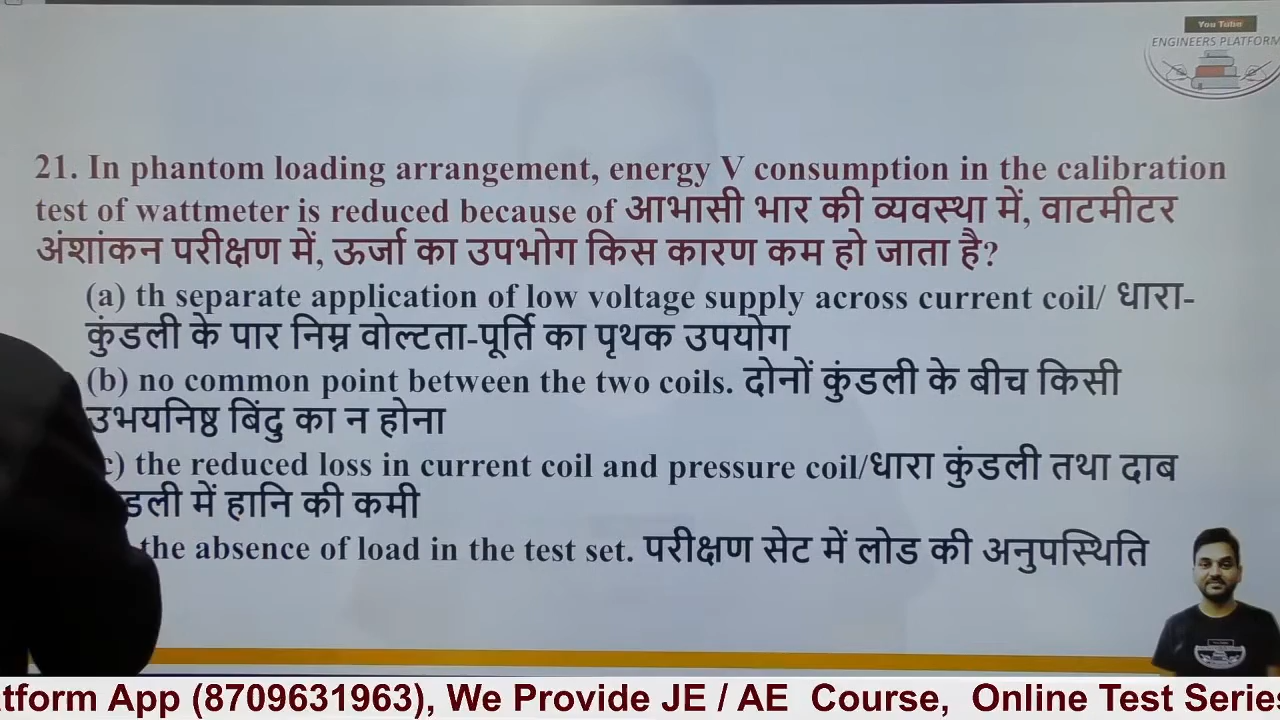 You Tube
ENGINEERS PLATFORM
21. In phantom loading arrangement, energy V consumption in the calibration
test of wattmeter is reduced because of आभासी भार की व्यवस्था में, वाटमीटर
अंशांकन परीक्षण में, ऊर्जा का उपभोग किस कारण कम हो जाता है?
(a) th separate application of low voltage supply across current coil/ धारा-
कुंडली के पार निम्न वोल्टता-पूर्ति का पृथक उपयोग
(b) no common point between the two coils. दोनों कुंडली के बीच किसी
उभयनिष्ठ बिंदु का न होना
c) the reduced loss in current coil and pressure coil/धारा कुंडली तथा दाब
डली में हानि की कमी
the absence of load in the test set. परीक्षण सेट में लोड की अनुपस्थिति
tform App (8709631963), We Provide JE / AE Course, Online Test Series